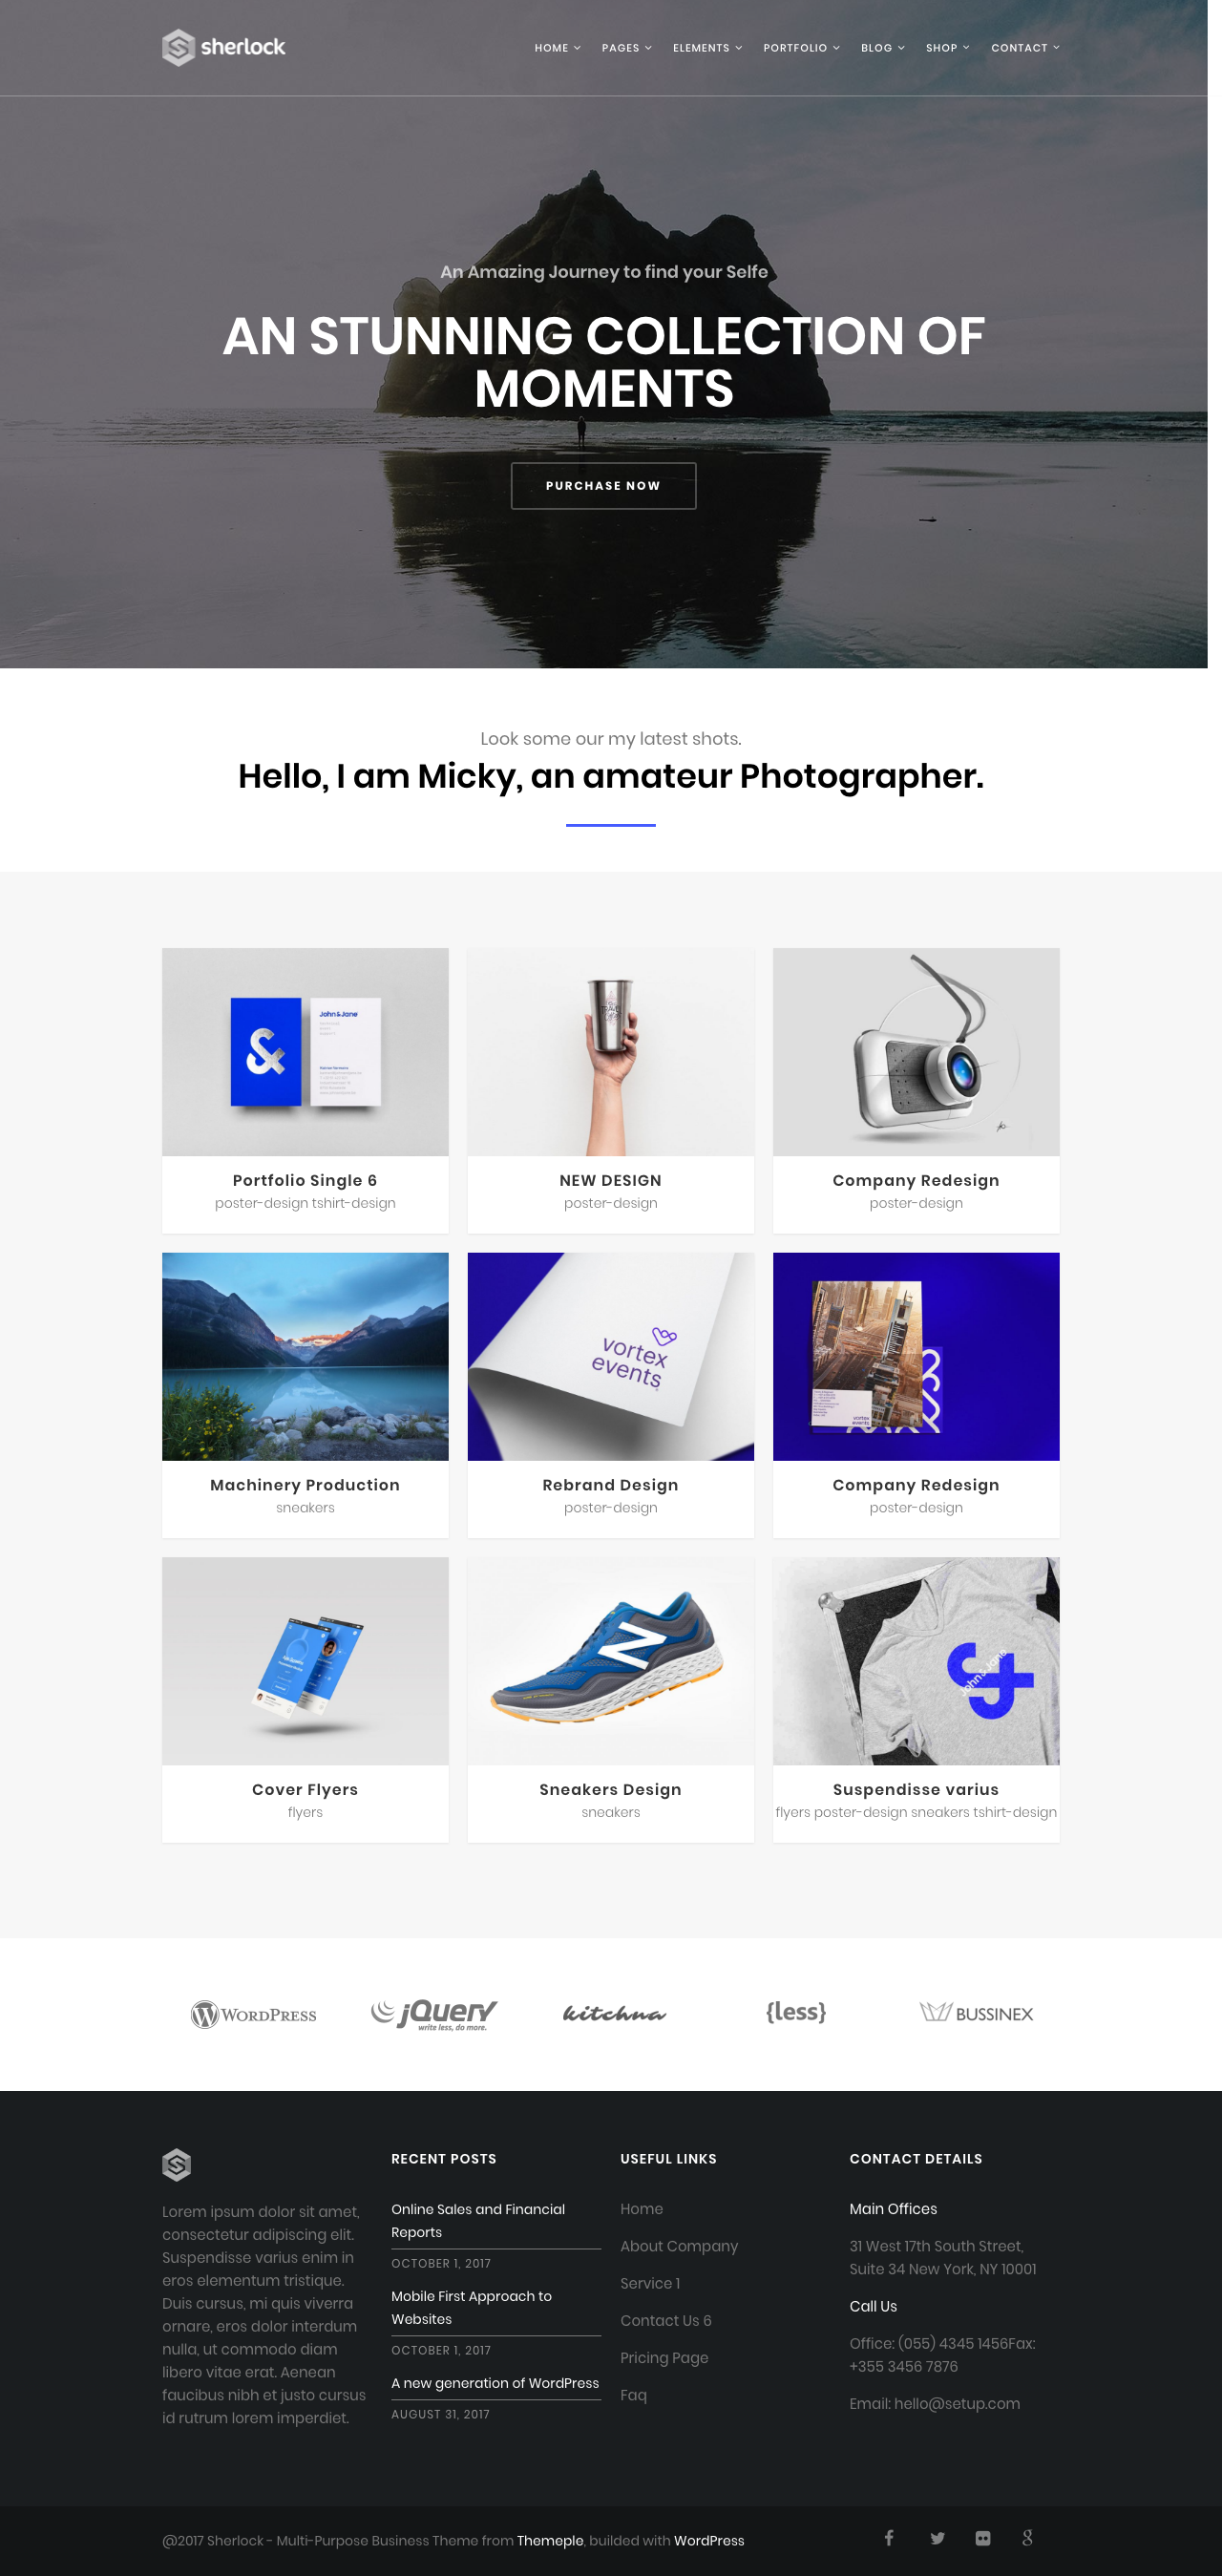 sherlock
HOME PAGES ELEMENTS PORTFOLIO BLOG SHOP CONTACT
An Amazing Journey to find your Selfe
AN STUNNING COLLECTION OF
MOMENTS
PURCHASE NOW
Look some our my latest shots.
Hello, I am Micky, an amateur Photographer.
&
John&Jane
Portfolio Single 6
poster-design tshirt-design
NEW DESIGN
poster-design
Company Redesign
poster-design
Machinery Production
sneakers
vortex
events
Rebrand Design
poster-design
vortex
events
Company Redesign
poster-design
Cover Flyers
flyers
N
Sneakers Design
sneakers
John&Jane
Suspendisse varius
flyers poster-design sneakers tshirt-design
WORDPRESS
jQuery
write less, do more.
kitchna
{less}
BUSSINEX
Lorem ipsum dolor sit amet,
consectetur adipiscing elit.
Suspendisse varius enim in
eros elementum tristique.
Duis cursus, mi quis viverra
ornare, eros dolor interdum
nulla, ut commodo diam
libero vitae erat. Aenean
faucibus nibh et justo cursus
id rutrum lorem imperdiet.
RECENT POSTS
Online Sales and Financial
Reports
OCTOBER 1, 2017
Mobile First Approach to
Websites
OCTOBER 1, 2017
A new generation of WordPress
AUGUST 31, 2017
USEFUL LINKS
Home
About Company
Service 1
Contact Us 6
Pricing Page
Faq
CONTACT DETAILS
Main Offices
31 West 17th South Street,
Suite 34 New York, NY 10001
Call Us
Office: (055) 4345 1456Fax:
+355 3456 7876
Email: hello@setup.com
@2017 Sherlock - Multi-Purpose Business Theme from Themeple, builded with WordPress